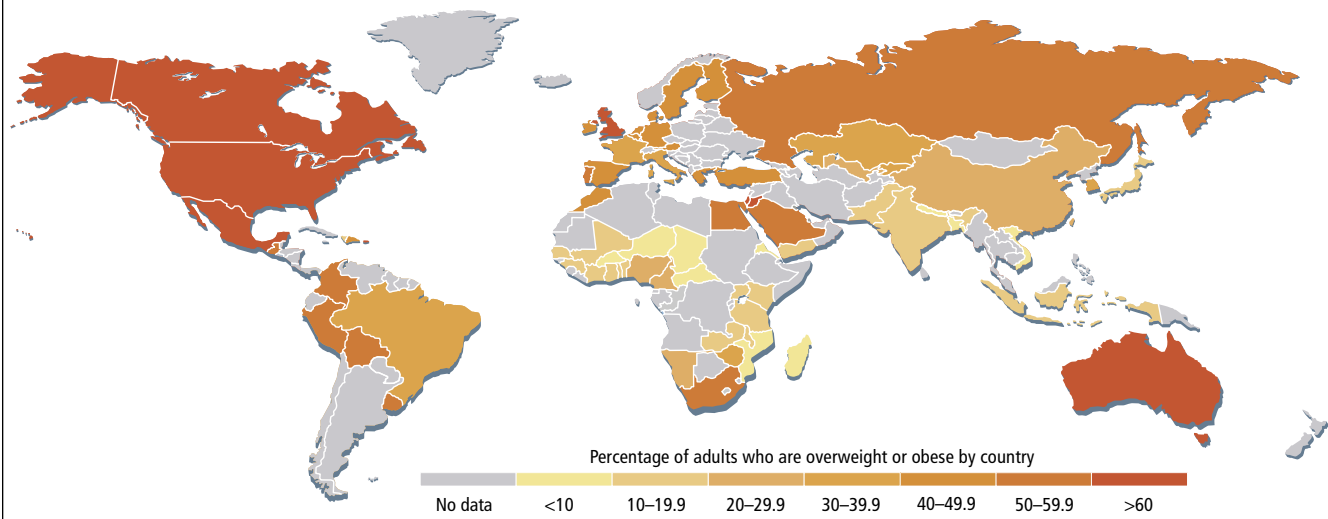 Percentage of adults who are overweight or obese by country
No data <10 10–19.9 20–29.9 30–39.9 40–49.9 50–59.9 >60